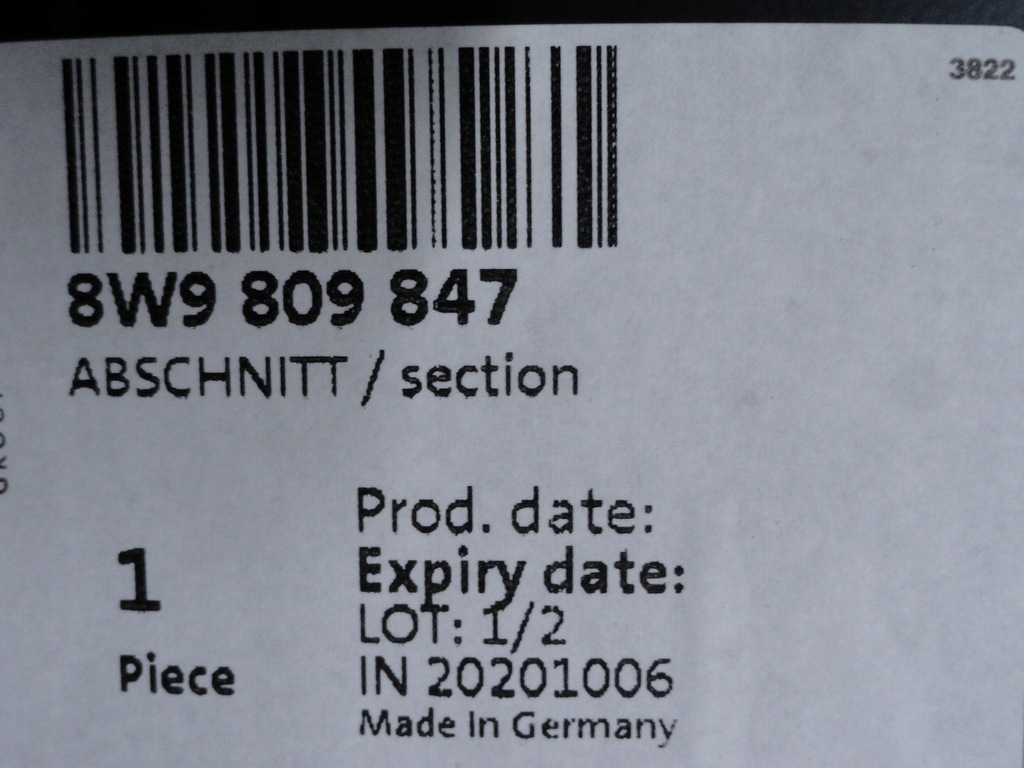 3822
8W9 809 847
ABSCHNITT / section
1
Piece
Prod. date:
Expiry date:
LOT: 1/2
IN 20201006
Made In Germany